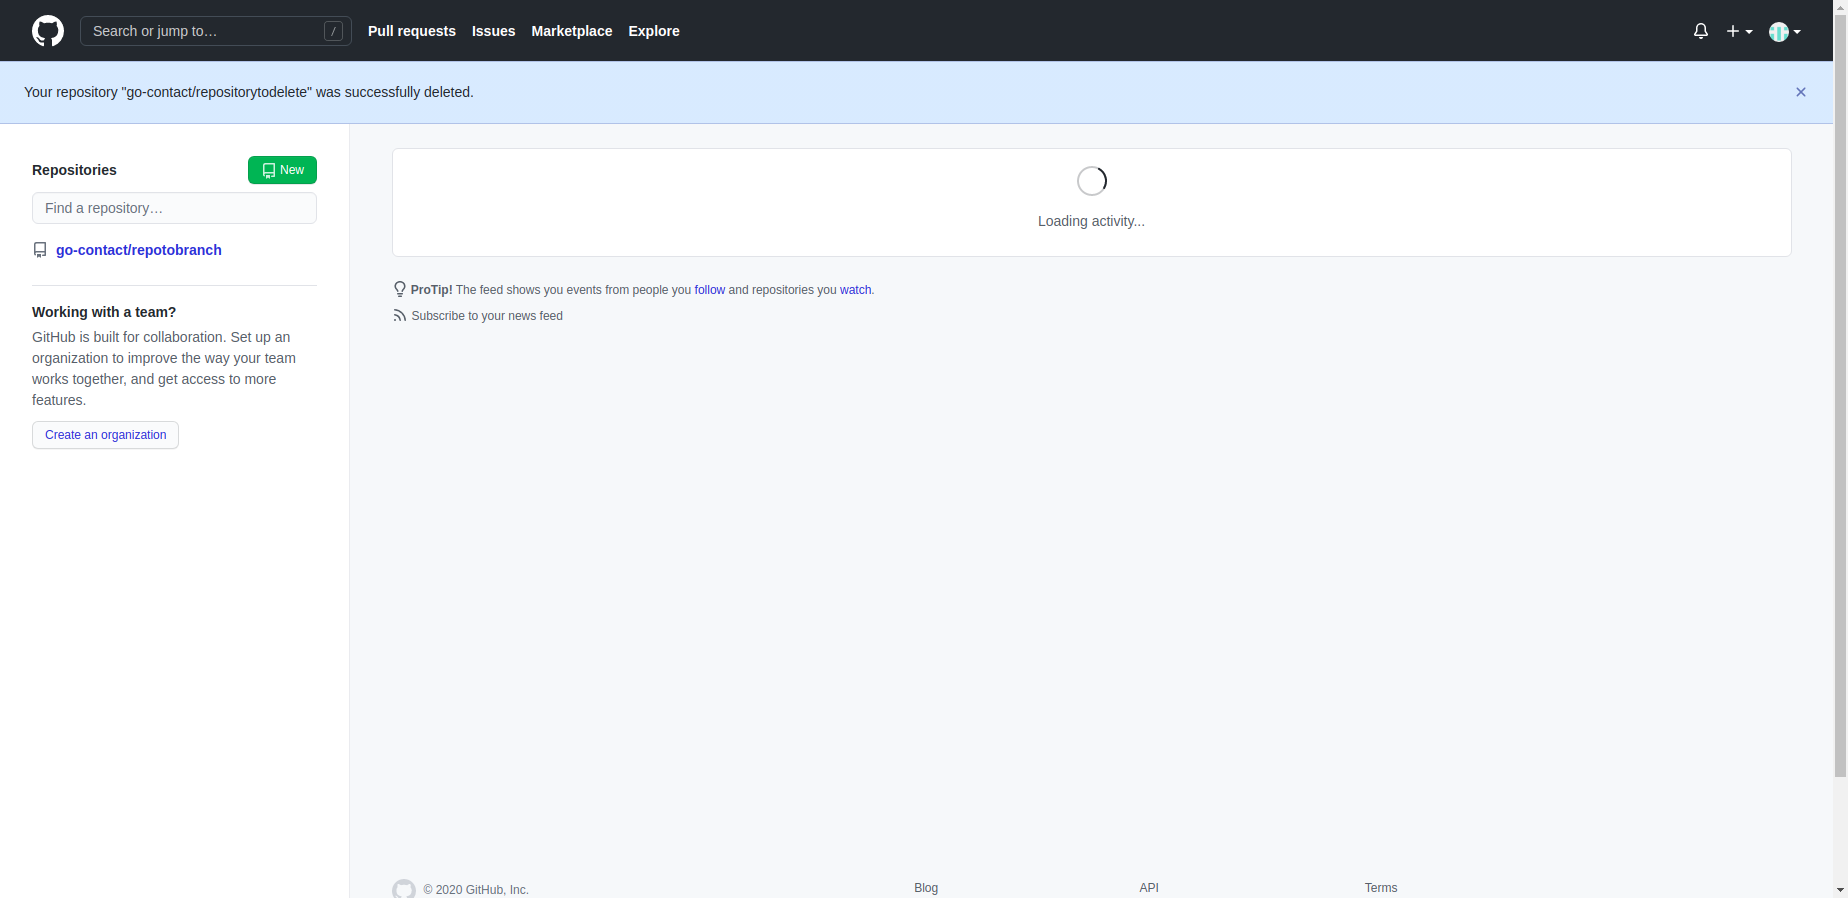 Search or jump to…
/
Pull requests
Issues
Marketplace
Explore
Your repository "go-contact/repositorytodelete" was successfully deleted.
Repositories
New
Find a repository…
go-contact/repotobranch
Working with a team?
GitHub is built for collaboration. Set up an
organization to improve the way your team
works together, and get access to more
features.
Create an organization
Loading activity...
ProTip! The feed shows you events from people you follow and repositories you watch.
Subscribe to your news feed
© 2020 GitHub, Inc.
Blog
API
Terms